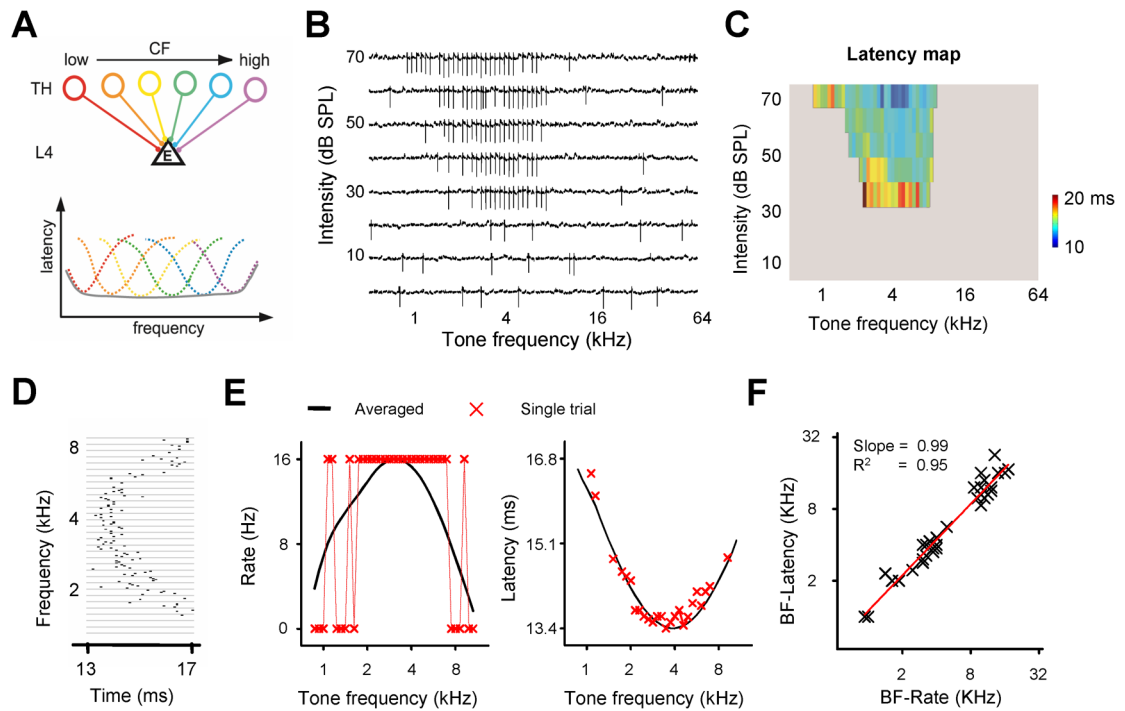 A
CF
low
high
TH
E
L4
latency
frequency
B
70
50
30
10
Intensity (dB SPL)
1
4
16
64
Tone frequency (kHz)
C
Latency map
70
50
30
10
Intensity (dB SPL)
1
4
16
64
Tone frequency (kHz)
20 ms
10
D
8
4
2
Frequency (kHz)
13
17
Time (ms)
E
Averaged
Single trial
16
8
0
Rate (Hz)
1
2
4
8
Tone frequency (kHz)
16.8
15.1
13.4
Latency (ms)
1
2
4
8
Tone frequency (kHz)
F
Slope = 0.99
R² = 0.95
32
8
2
BF-Latency (KHz)
2
8
32
BF-Rate (KHz)